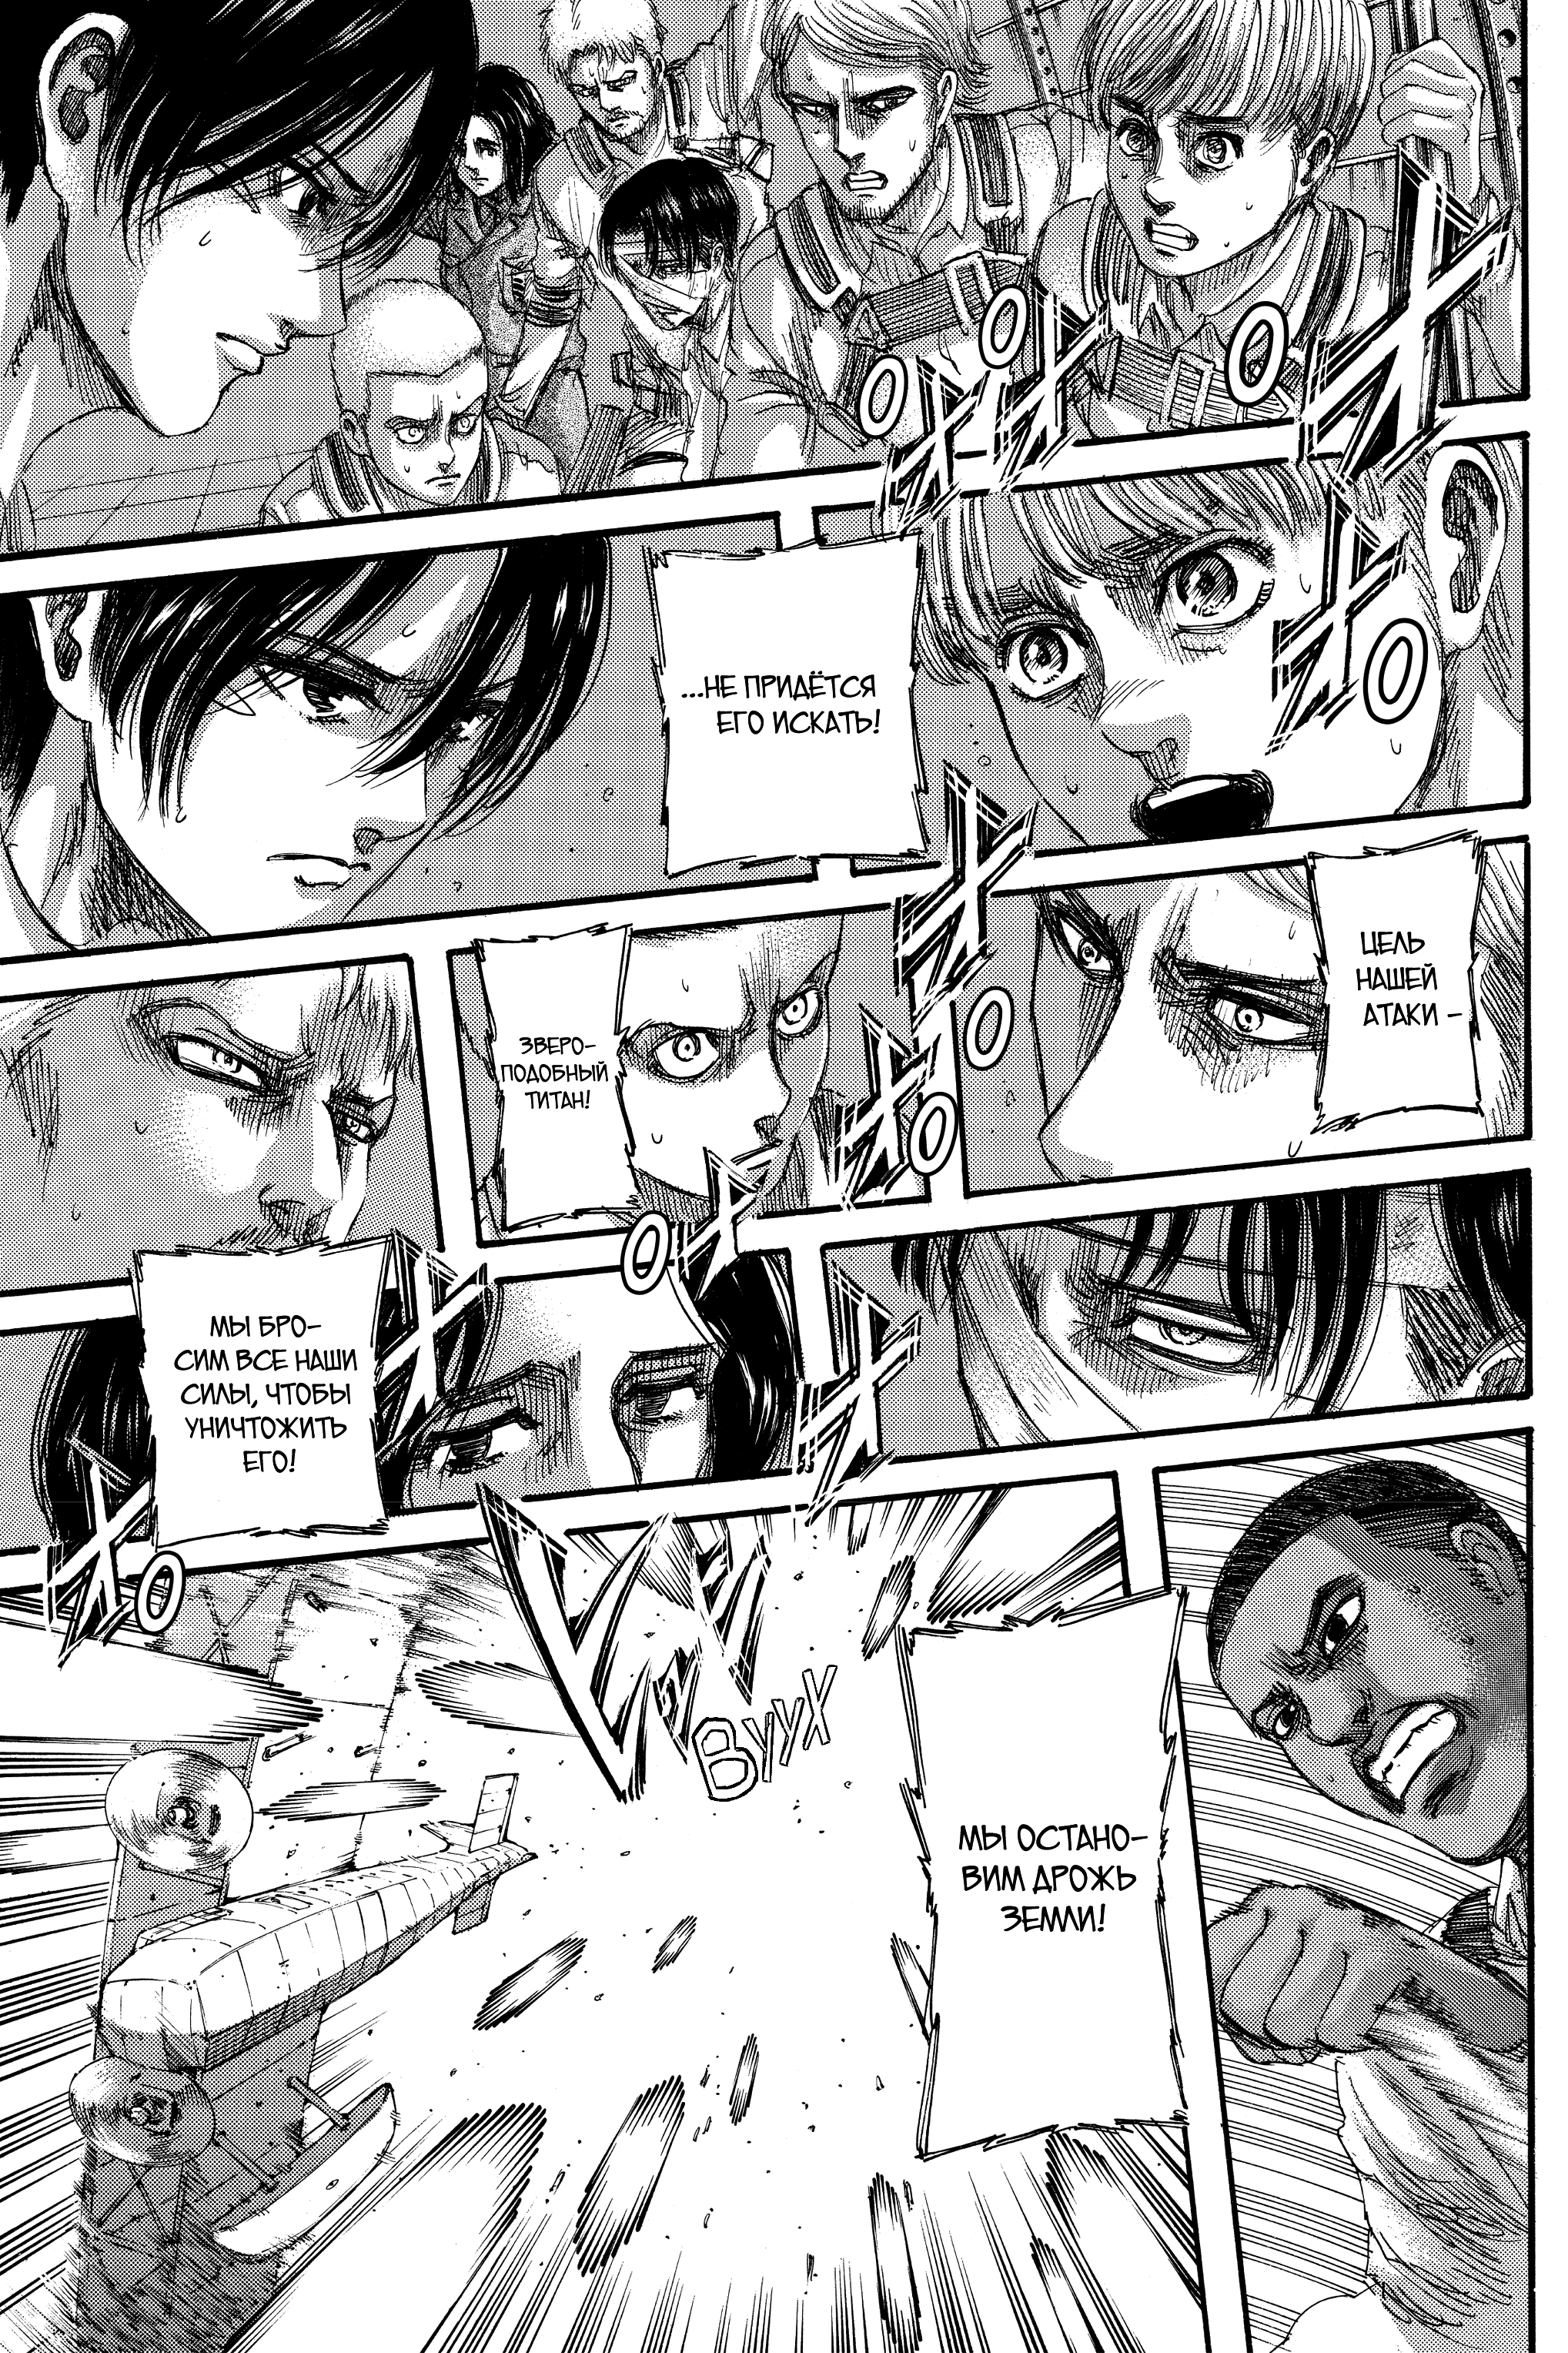 ...НЕ ПРИДЁТСЯ
ЕГО ИСКАТЬ!
ЦЕЛЬ
НАШЕЙ
АТАКИ –
ЗВЕРО-
ПОДОБНЫЙ
ТИТАН!
МЫ БРО-
СИМ ВСЕ НАШИ
СИЛЫ, ЧТОБЫ
УНИЧТОЖИТЬ
ЕГО!
ВУУХ
МЫ ОСТАНО-
ВИМ ДРОЖЬ
ЗЕМЛИ!